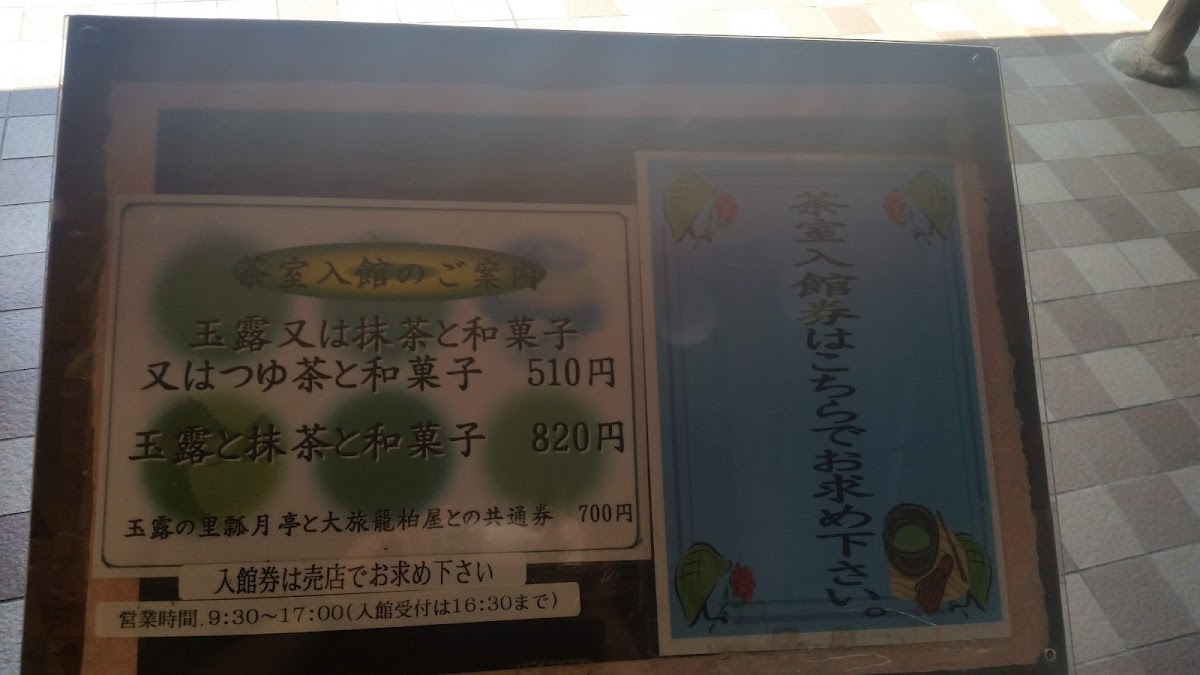 茶室入館のご案内
玉露又は抹茶と和菓子
又はつゆ茶と和菓子 510円
玉露と抹茶と和菓子 820円
玉露の里瓢月亭と大旅籠柏屋との共通券 700円
入館券は売店でお求め下さい
営業時間.9:30～17:00(入館受付は16:30まで)
茶室入館券はこちらでお求め下さい。